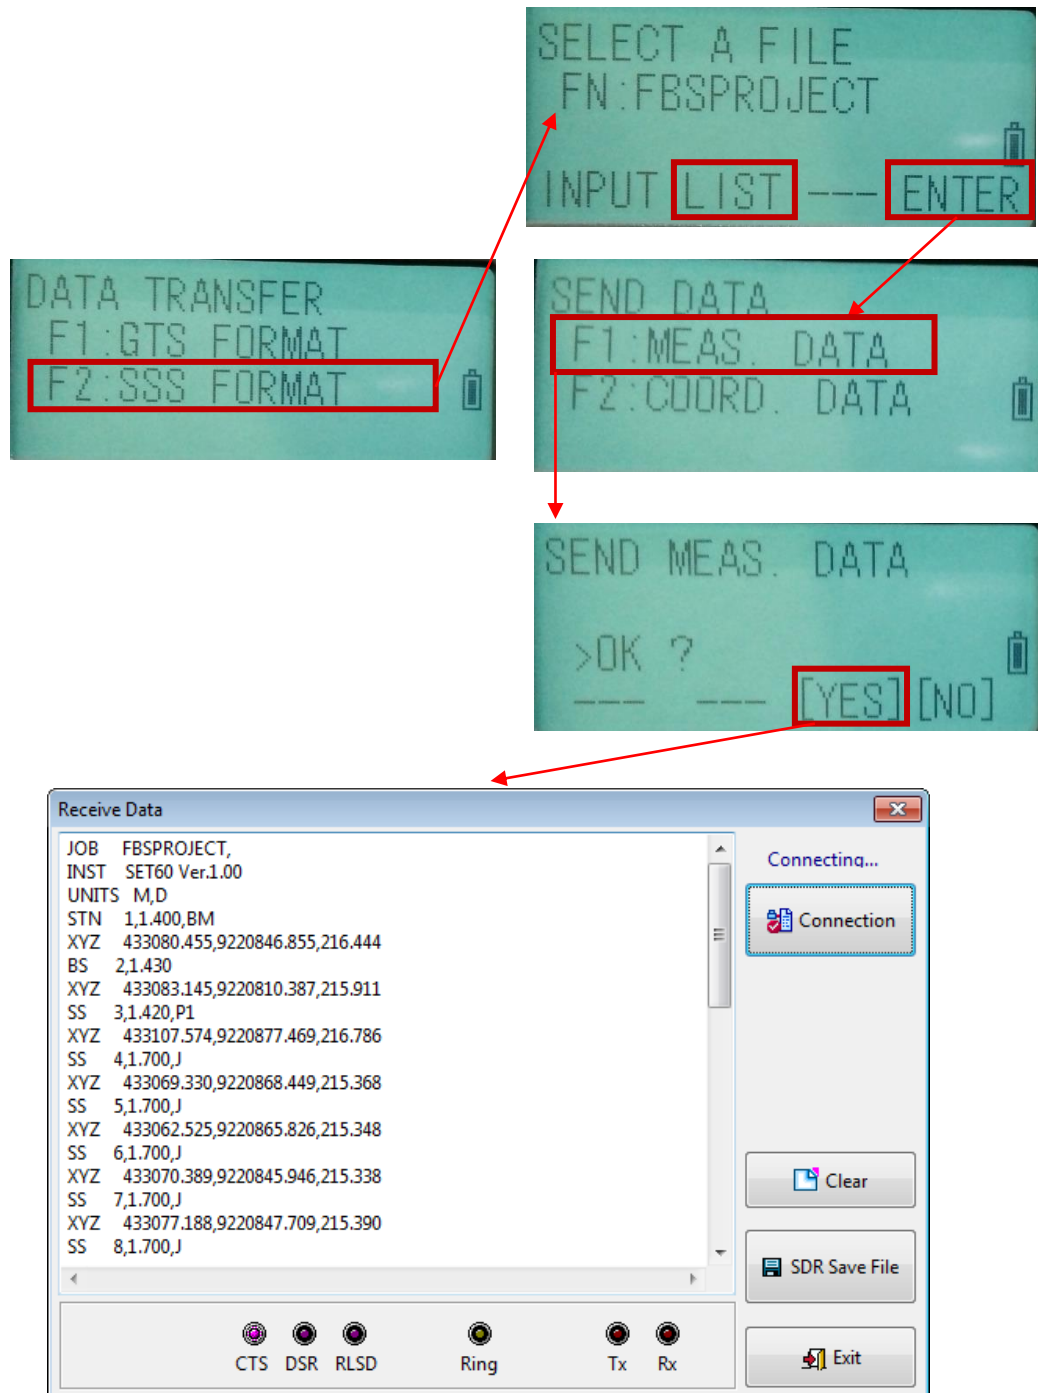 SELECT A FILE
FN:FBSPROJECT
INPUT LIST --- ENTER
DATA TRANSFER
F1:GTS FORMAT
F2:SSS FORMAT
SEND DATA
F1:MEAS. DATA
F2:COORD. DATA
SEND MEAS. DATA
>OK ?
--- --- [YES] [NO]
Receive Data
JOB FBSPROJECT,
INST SET60 Ver.1.00
UNITS M,D
STN 1,1.400,BM
XYZ 433080.455,9220846.855,216.444
BS 2,1.430
XYZ 433083.145,9220810.387,215.911
SS 3,1.420,P1
XYZ 433107.574,9220877.469,216.786
SS 4,1.700,J
XYZ 433069.330,9220868.449,215.368
SS 5,1.700,J
XYZ 433062.525,9220865.826,215.348
SS 6,1.700,J
XYZ 433070.389,9220845.946,215.338
SS 7,1.700,J
XYZ 433077.188,9220847.709,215.390
SS 8,1.700,J
Connecting...
Connection
Clear
SDR Save File
Exit
CTS DSR RLSD Ring Tx Rx